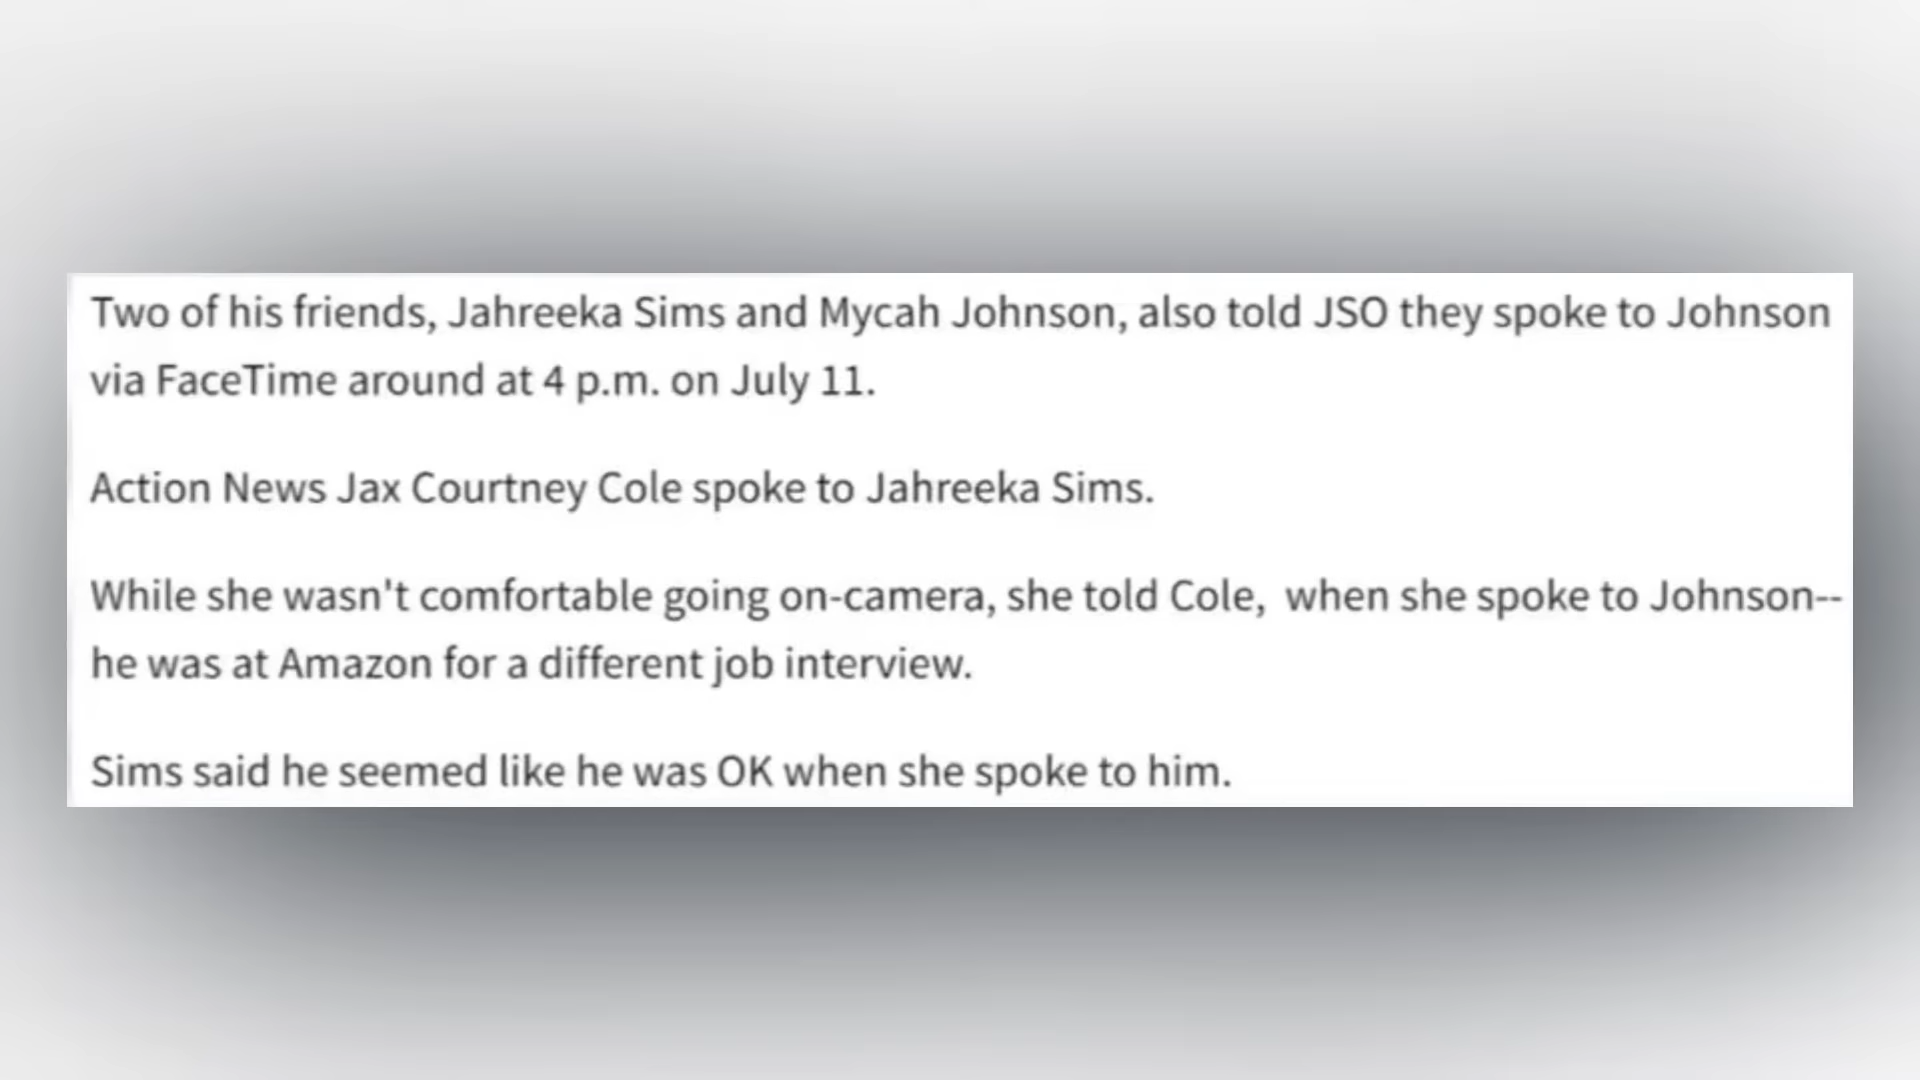 Two of his friends, Jahreeka Sims and Mycah Johnson, also told JSO they spoke to Johnson
via FaceTime around at 4 p.m. on July 11.
Action News Jax Courtney Cole spoke to Jahreeka Sims.
While she wasn't comfortable going on-camera, she told Cole,  when she spoke to Johnson--
he was at Amazon for a different job interview.
Sims said he seemed like he was OK when she spoke to him.